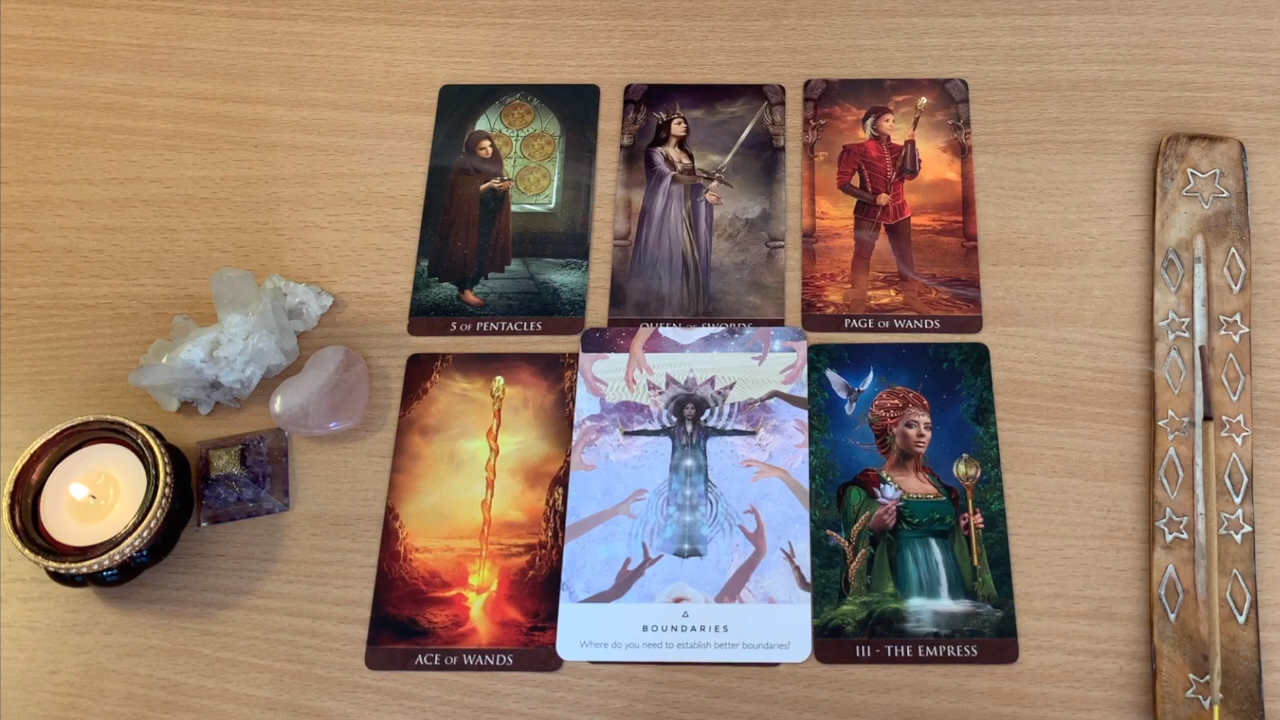 5 OF PENTACLES
QUEEN OF SWORDS
PAGE OF WANDS
ACE OF WANDS
BOUNDARIES
Where do you need to establish better boundaries?
III - THE EMPRESS